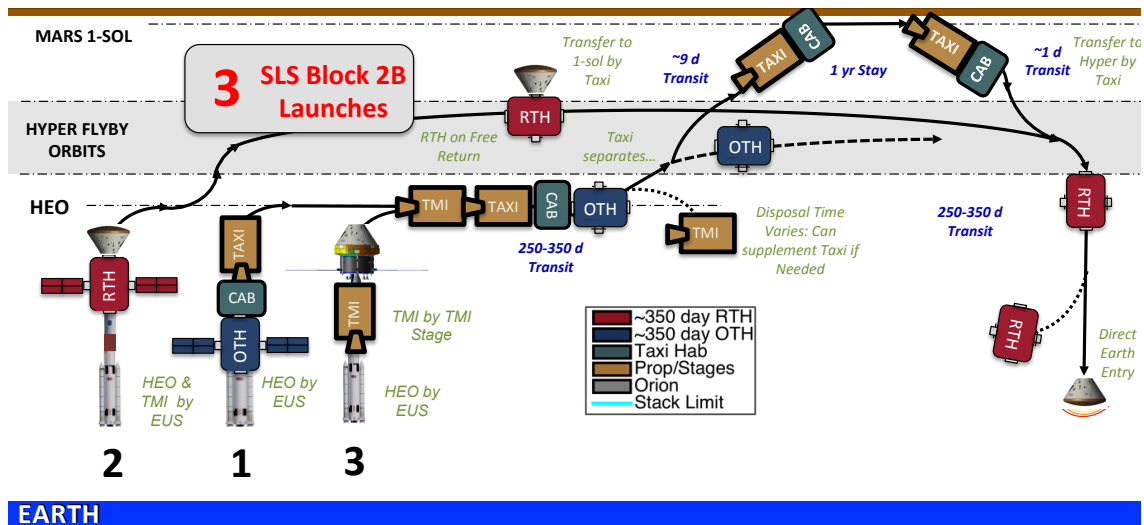 MARS 1-SOL
3 SLS Block 2B
Launches
Transfer to
1-sol by
Taxi
~9 d
Transit
TAXI
CAB
1 yr Stay
TAXI
CAB
~1 d
Transit
Transfer to
Hyper by
Taxi
HYPER FLYBY
ORBITS
RTH
RTH on Free
Return
Taxi
separates…
OTH
HEO
TMI
TAXI
CAB
OTH
TMI
250-350 d
Transit
Disposal Time
Varies: Can
supplement Taxi if
Needed
250-350 d
Transit
RTH
RTH
TAXI
CAB
OTH
RTH
TMI
TMI by TMI
Stage
HEO &
TMI by
EUS
HEO by
EUS
HEO by
EUS
~350 day RTH
~350 day OTH
Taxi Hab
Prop/Stages
Orion
Stack Limit
Direct
Earth
Entry
2
1
3
EARTH